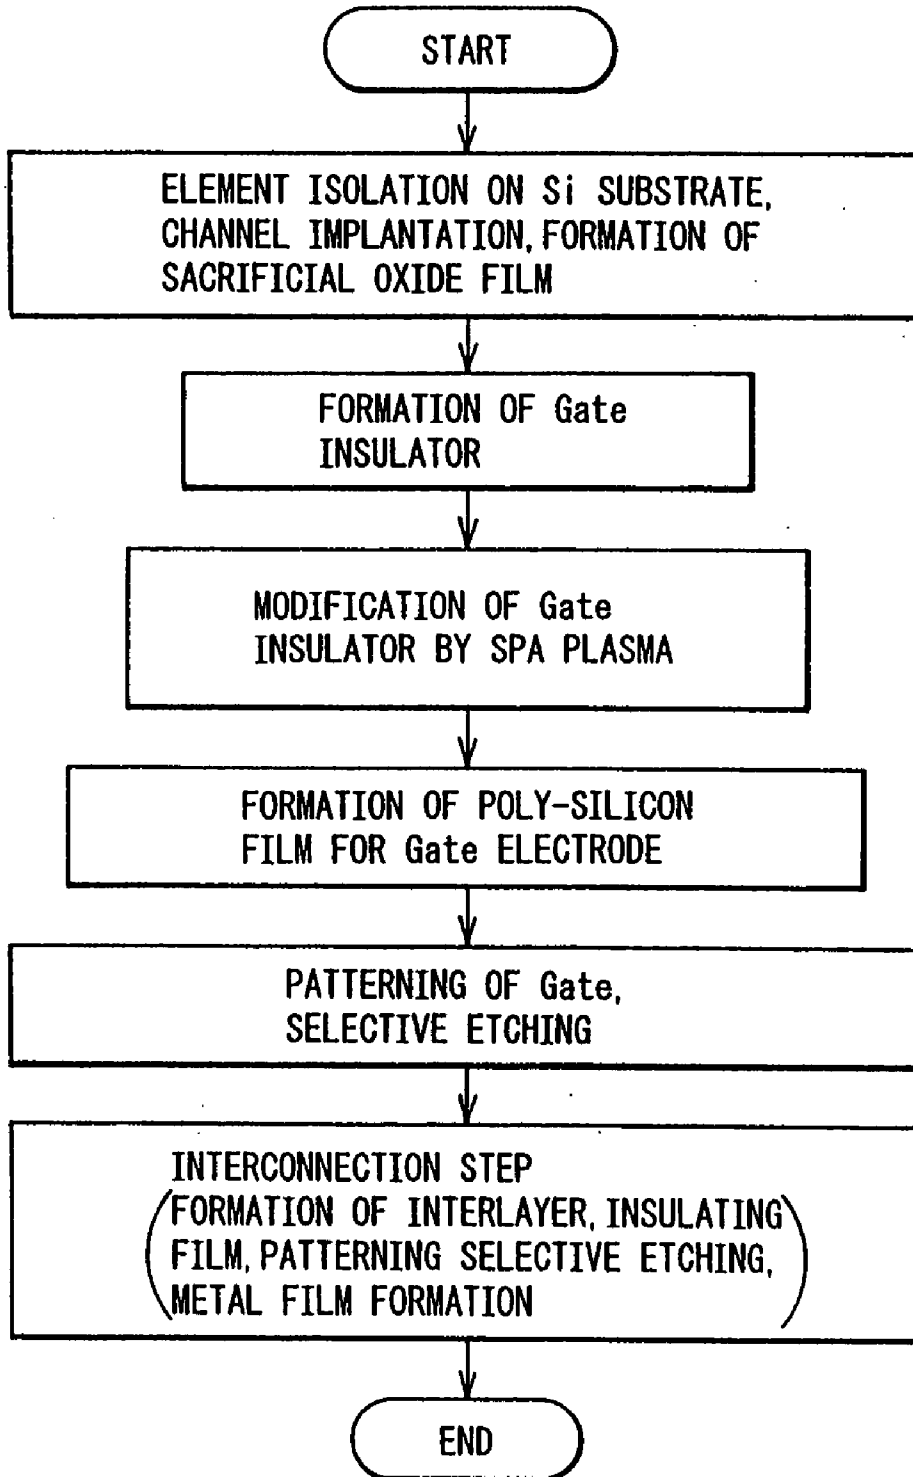 START
ELEMENT ISOLATION ON Si SUBSTRATE,
CHANNEL IMPLANTATION, FORMATION OF
SACRIFICIAL OXIDE FILM
FORMATION OF Gate
INSULATOR
MODIFICATION OF Gate
INSULATOR BY SPA PLASMA
FORMATION OF POLY-SILICON
FILM FOR Gate ELECTRODE
PATTERNING OF Gate,
SELECTIVE ETCHING
INTERCONNECTION STEP
(FORMATION OF INTERLAYER, INSULATING
FILM, PATTERNING SELECTIVE ETCHING,
METAL FILM FORMATION)
END